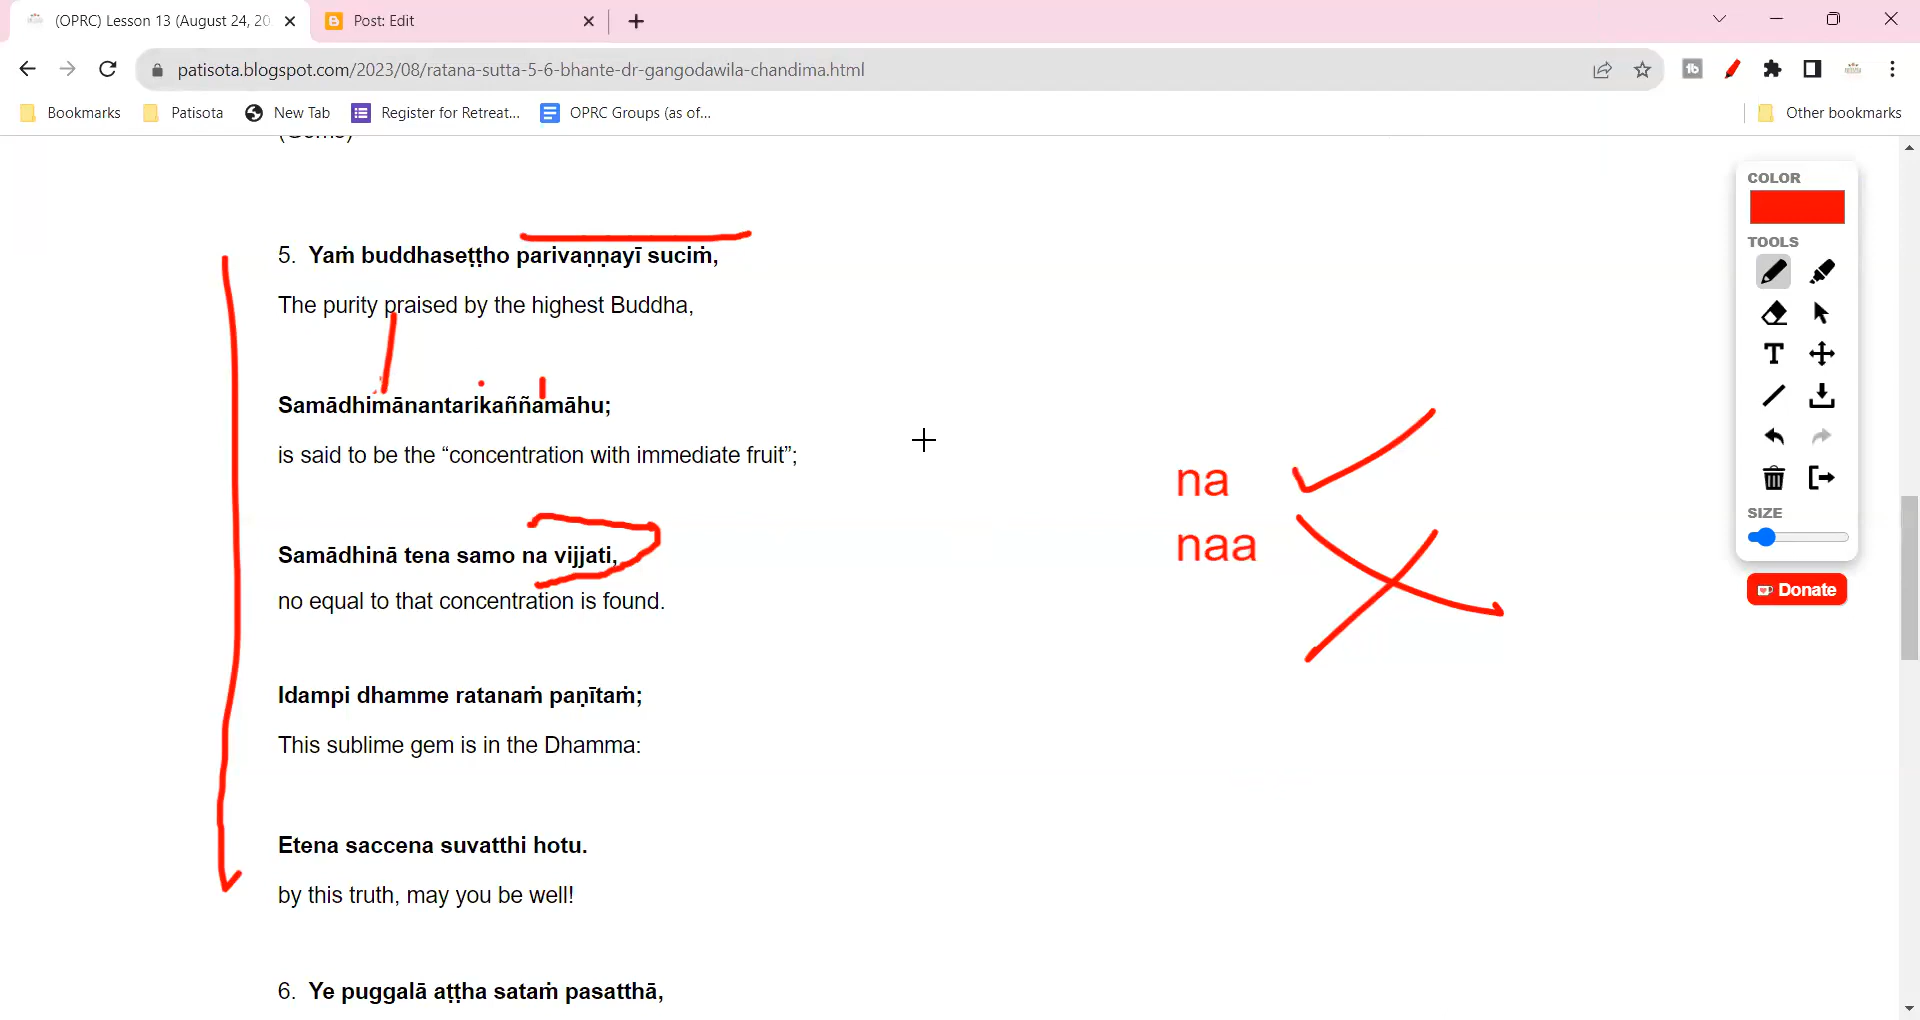 (OPRC) Lesson 13 (August 24, 20
Post: Edit
patisota.blogspot.com/2023/08/ratana-sutta-5-6-bhante-dr-gangodawila-chandima.html
Bookmarks
Patisota
New Tab
Register for Retreat...
OPRC Groups (as of...
Other bookmarks
5. Yaṁ buddhaseṭṭho parivaṇṇayī suciṁ,
The purity praised by the highest Buddha,
Samādhimānantarikaññamāhu;
is said to be the “concentration with immediate fruit”;
Samādhinā tena samo na vijjati,
no equal to that concentration is found.
Idampi dhamme ratanaṁ paṇītaṁ;
This sublime gem is in the Dhamma:
Etena saccena suvatthi hotu.
by this truth, may you be well!
6. Ye puggalā aṭṭha sataṁ pasatthā,
na
naa
COLOR
TOOLS
T
SIZE
Donate